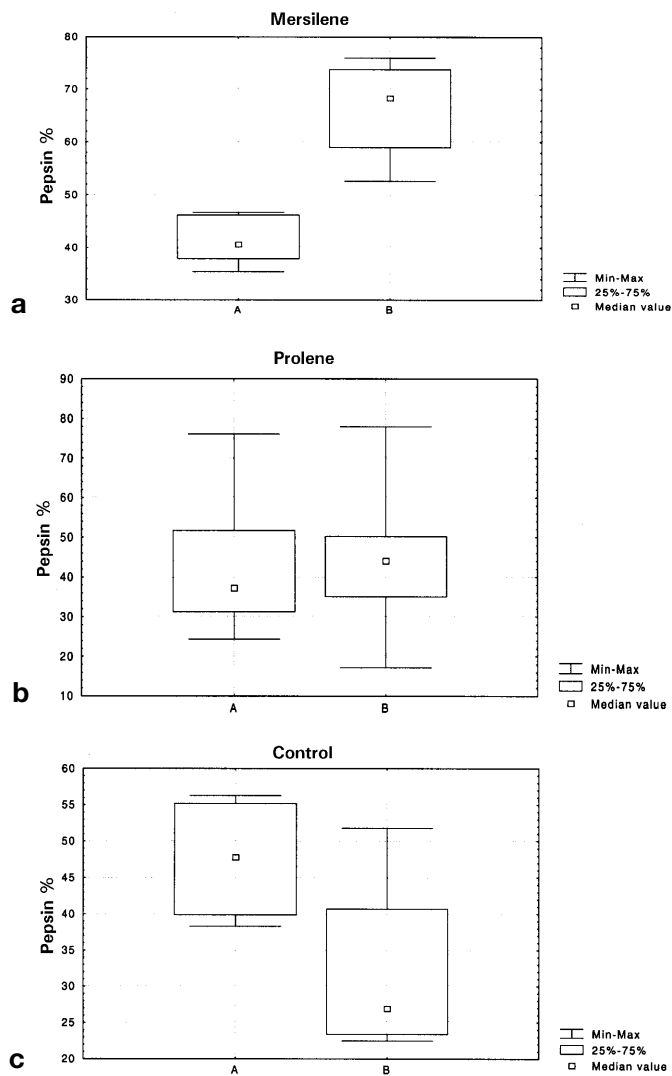 Mersilene
80
70
60
50
40
30
Pepsin %
A B
Min-Max
25%-75%
Median value
a
Prolene
90
80
70
60
50
40
30
20
10
Pepsin %
A B
Min-Max
25%-75%
Median value
b
Control
60
55
50
45
40
35
30
25
20
Pepsin %
A B
Min-Max
25%-75%
Median value
c